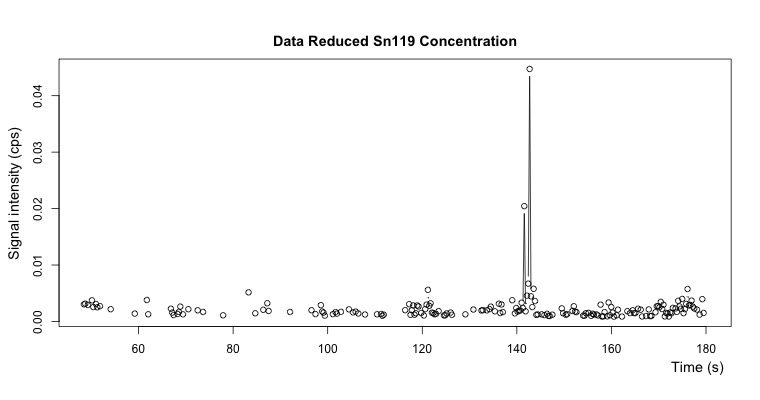 Data Reduced Sn119 Concentration
Signal intensity (cps)
0.04
0.03
0.02
0.01
0.00
60 80 100 120 140 160 180
Time (s)